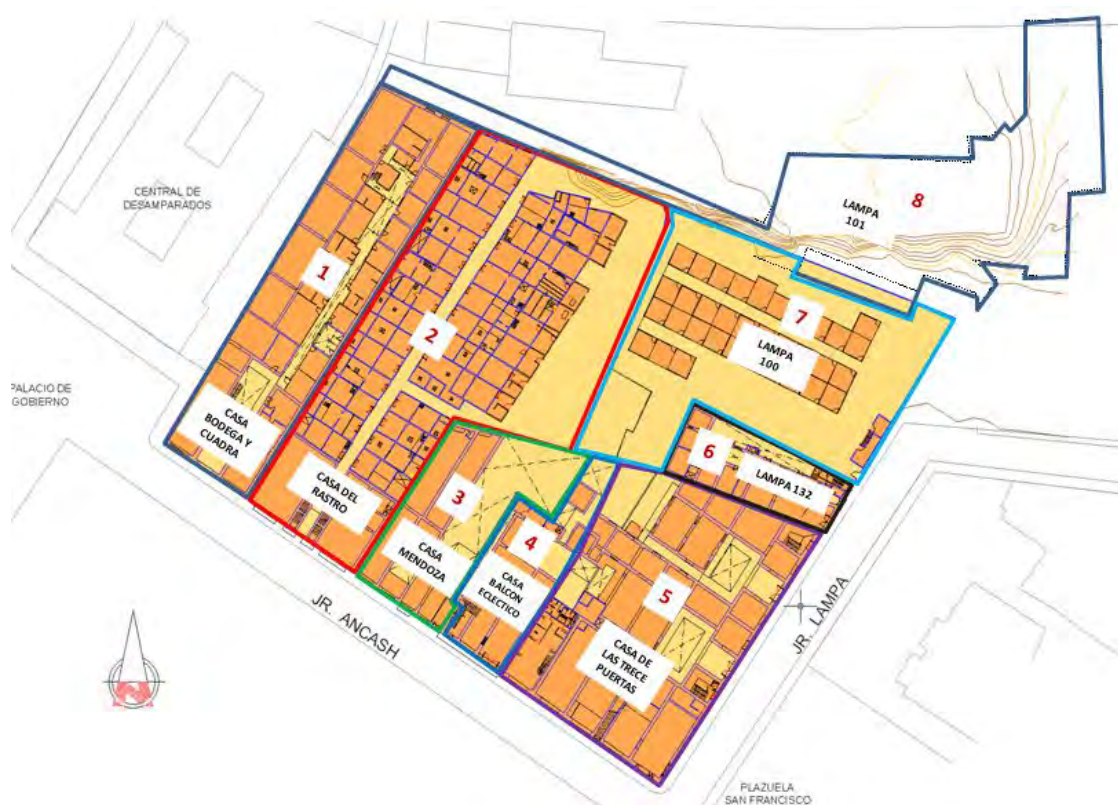 CENTRAL DE
DESAMPARADOS
8
LAMPA
101
1
7
2
LAMPA
100
PALACIO DE
GOBIERNO
CASA
BODEGA Y
CUADRA
6
LAMPA 132
CASA DEL
RASTRO
3
4
CASA
MENDOZA
CASA
BALCON
ECLECTICO
5
CASA DE
LAS TRECE
PUERTAS
JR. ANCASH
JR. LAMPA
PLAZUELA
SAN FRANCISCO